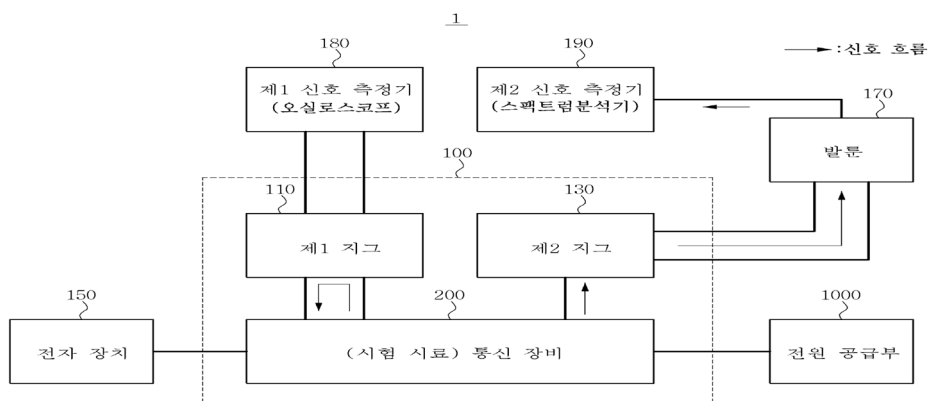 1
180
190
:신호 흐름
제1 신호 측정기
(오실로스코프)
제2 신호 측정기
(스팩트럼분석기)
170
발룬
100
110
130
제1 지그
제2 지그
150
200
1000
전자 장치
(시험 시료) 통신 장비
전원 공급부